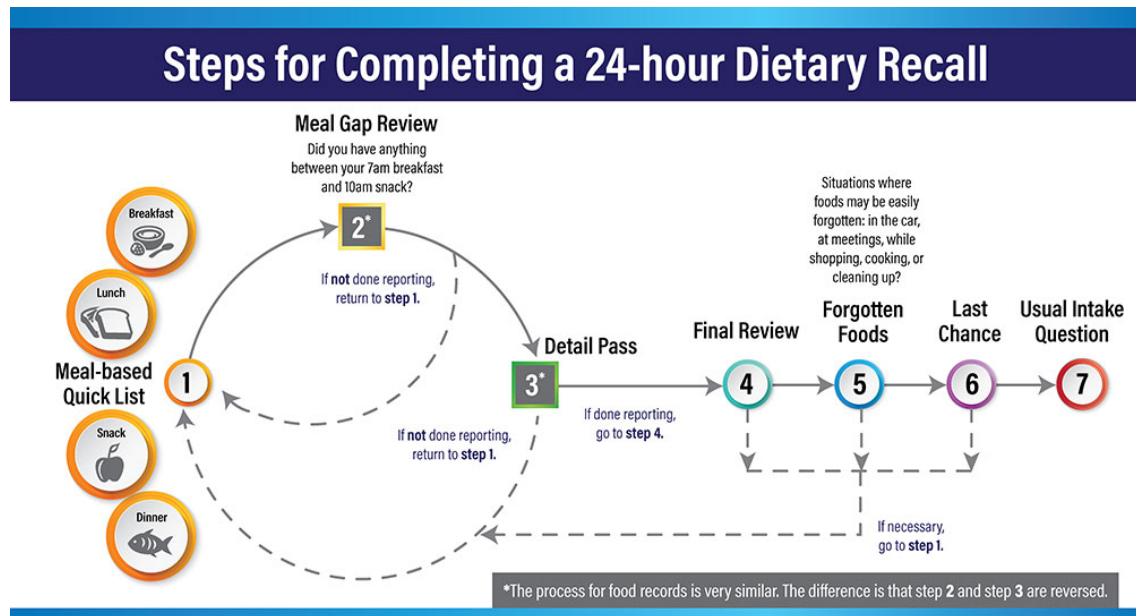 Steps for Completing a 24-hour Dietary Recall
Meal Gap Review
Did you have anything
between your 7am breakfast
and 10am snack?
2*
If not done reporting,
return to step 1.
Breakfast
Lunch
Meal-based
Quick List
1
Snack
Dinner
Detail Pass
3*
If not done reporting,
return to step 1.
If done reporting,
go to step 4.
Final Review
4
Situations where
foods may be easily
forgotten: in the car,
at meetings, while
shopping, cooking, or
cleaning up?
Forgotten
Foods
5
Last
Chance
6
Usual Intake
Question
7
If necessary,
go to step 1.
*The process for food records is very similar. The difference is that step 2 and step 3 are reversed.